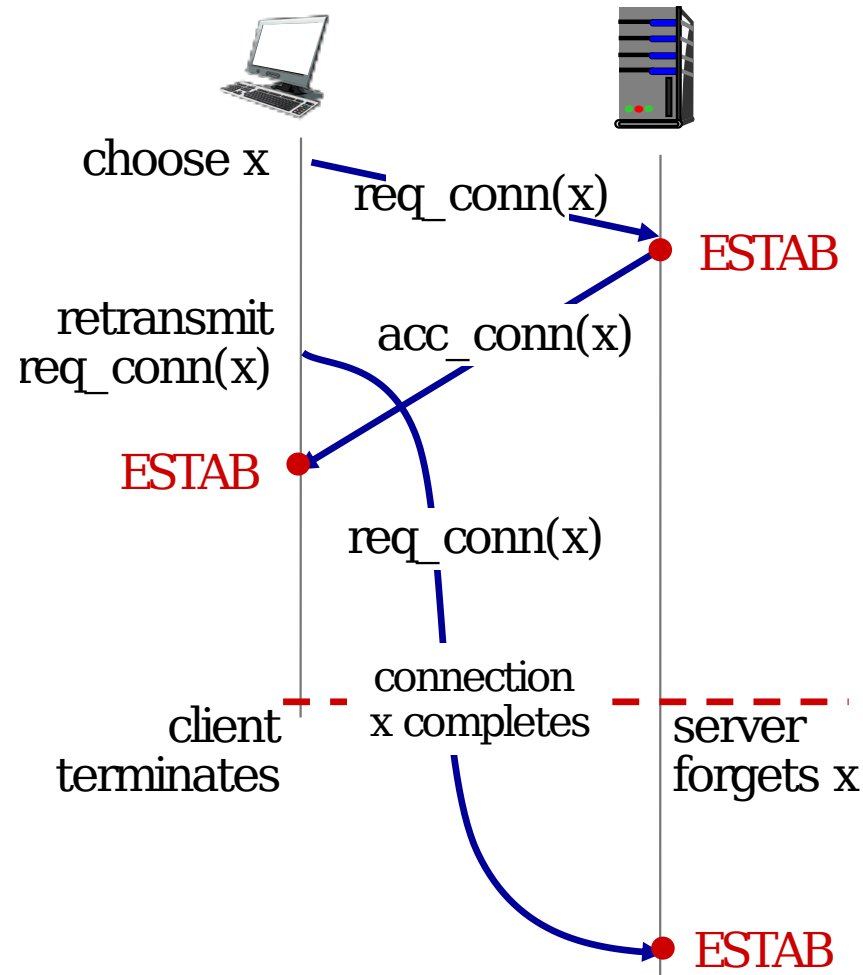 choose x
req_conn(x)
ESTAB
retransmit
req_conn(x)
acc_conn(x)
ESTAB
req_conn(x)
connection
x completes
client
terminates
server
forgets x
ESTAB